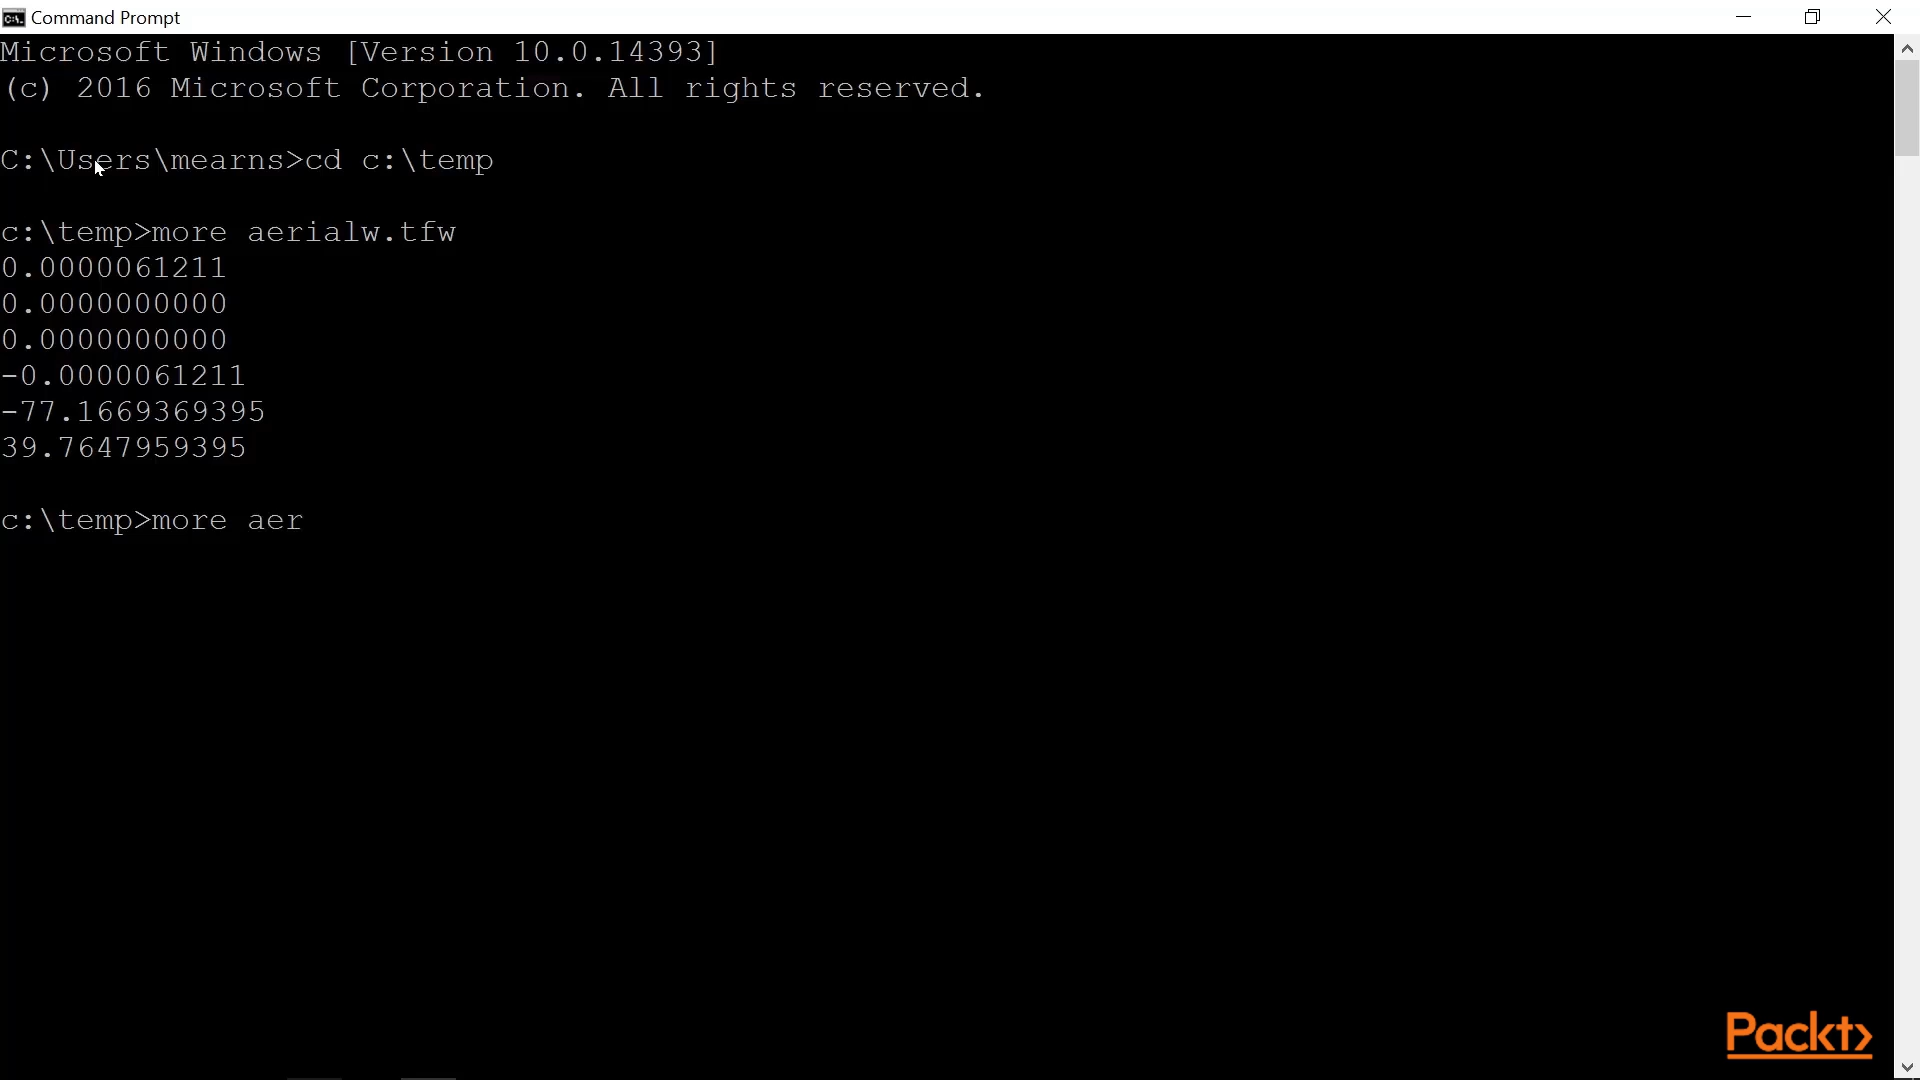 Command Prompt
Microsoft Windows [Version 10.0.14393]
(c) 2016 Microsoft Corporation. All rights reserved.
C:\Users\mearns>cd c:\temp
c:\temp>more aerialw.tfw
0.0000061211
0.0000000000
0.0000000000
-0.0000061211
-77.1669369395
39.7647959395
c:\temp>more aer
Packt>